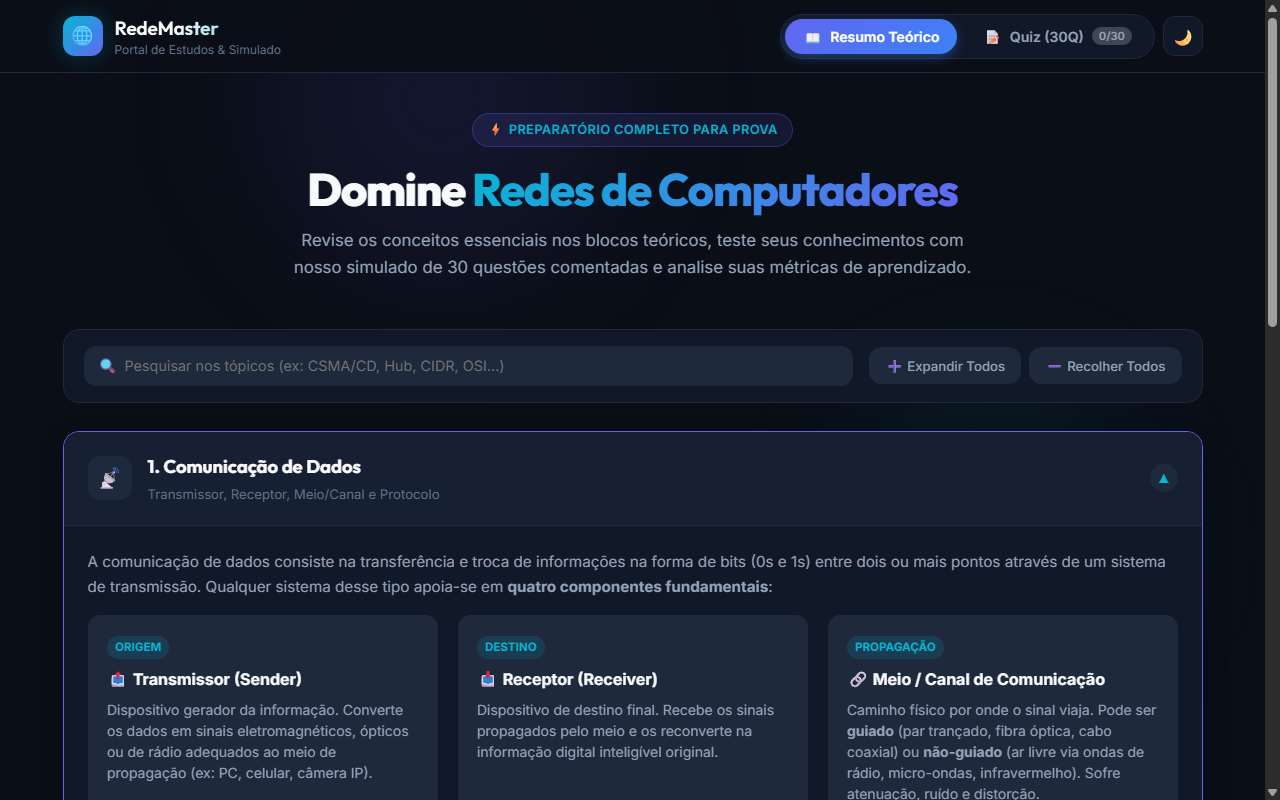 RedeMaster
Portal de Estudos & Simulado
Resumo Teórico
Quiz (30Q) 0/30
PREPARATÓRIO COMPLETO PARA PROVA
Domine Redes de Computadores
Revise os conceitos essenciais nos blocos teóricos, teste seus conhecimentos com
nosso simulado de 30 questões comentadas e analise suas métricas de aprendizado.
Pesquisar nos tópicos (ex: CSMA/CD, Hub, CIDR, OSI...)
Expandir Todos
Recolher Todos
1. Comunicação de Dados
Transmissor, Receptor, Meio/Canal e Protocolo
A comunicação de dados consiste na transferência e troca de informações na forma de bits (0s e 1s) entre dois ou mais pontos através de um sistema
de transmissão. Qualquer sistema desse tipo apoia-se em quatro componentes fundamentais:
ORIGEM
Transmissor (Sender)
Dispositivo gerador da informação. Converte
os dados em sinais eletromagnéticos, ópticos
ou de rádio adequados ao meio de
propagação (ex: PC, celular, câmera IP).
DESTINO
Receptor (Receiver)
Dispositivo de destino final. Recebe os sinais
propagados pelo meio e os reconverte na
informação digital inteligível original.
PROPAGAÇÃO
Meio / Canal de Comunicação
Caminho físico por onde o sinal viaja. Pode ser
guiado (par trançado, fibra óptica, cabo
coaxial) ou não-guiado (ar livre via ondas de
rádio, micro-ondas, infravermelho). Sofre
atenuação, ruído e distorção.